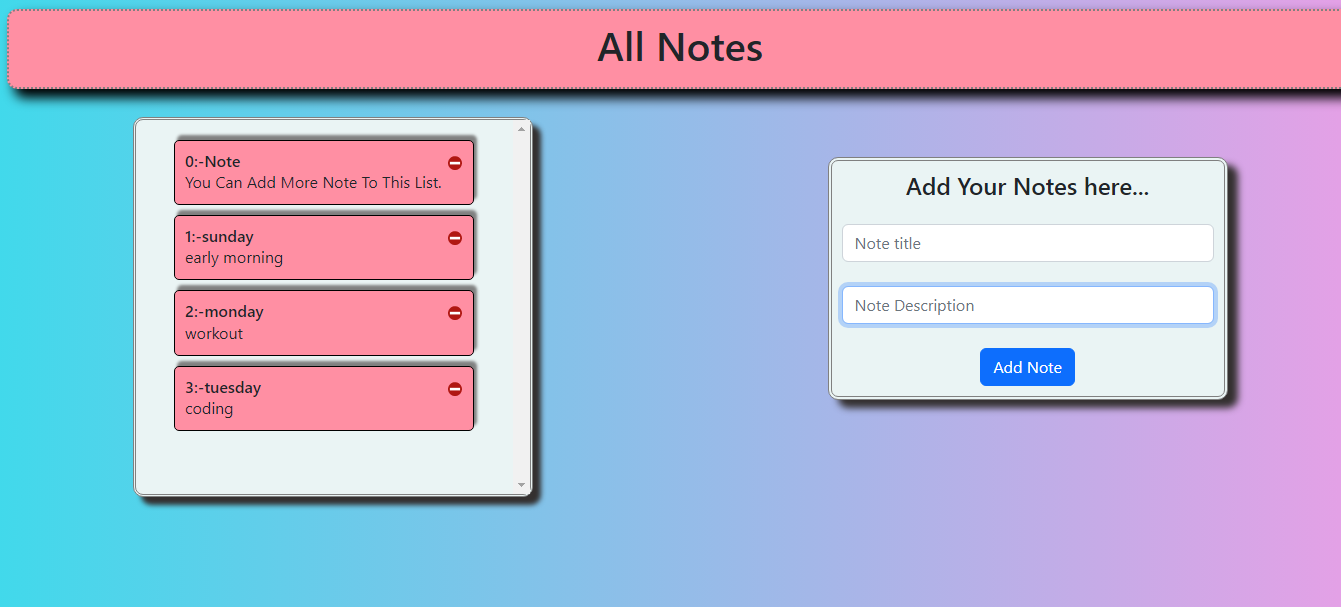 All Notes
0:-Note
You Can Add More Note To This List.
1:-sunday
early morning
2:-monday
workout
3:-tuesday
coding
Add Your Notes here...
Note title
Note Description
Add Note